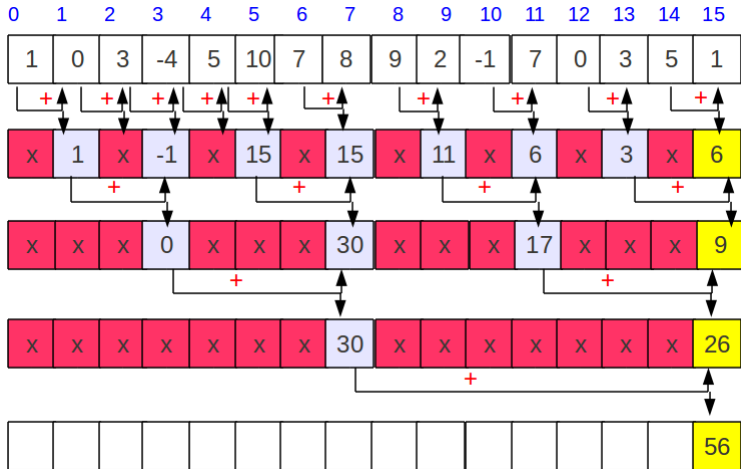 0 1 2 3 4 5 6 7 8 9 10 11 12 13 14 15
1 0 3 -4 5 10 7 8 9 2 -1 7 0 3 5 1
+ + + + + + + + + +
x 1 x -1 x 15 x 15 x 11 x 6 x 3 x 6
+ + + +
x x x 0 x x x 30 x x x 17 x x x 9
+ +
x x x x x x x 30 x x x x x x x 26
+
56